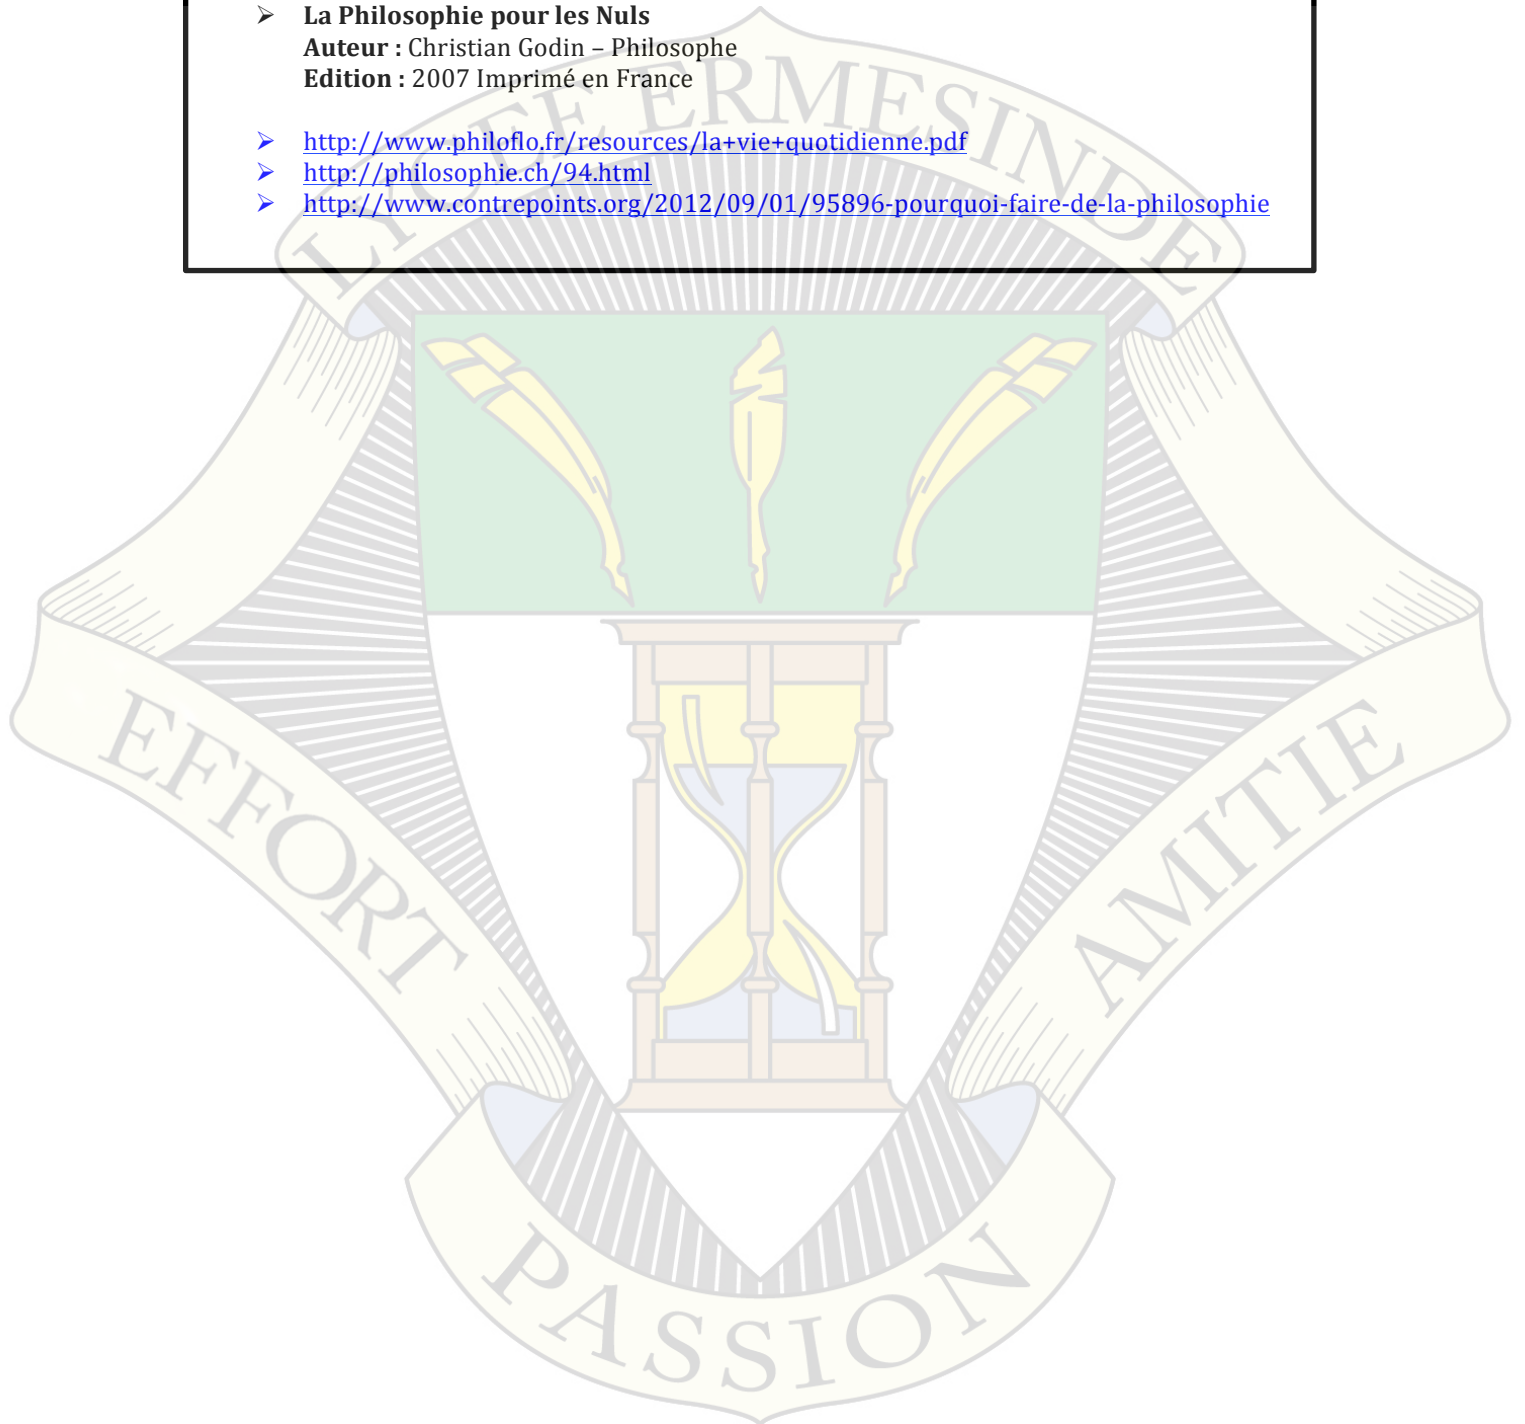 ➢ La Philosophie pour les Nuls
Auteur : Christian Godin – Philosophe
Edition : 2007 Imprimé en France
➢ http://www.philoflo.fr/resources/la+vie+quotidienne.pdf
➢ http://philosophie.ch/94.html
➢ http://www.contrepoints.org/2012/09/01/95896-pourquoi-faire-de-la-philosophie
LYCEE ERMESINDE
EFFORT
AMITIE
PASSION